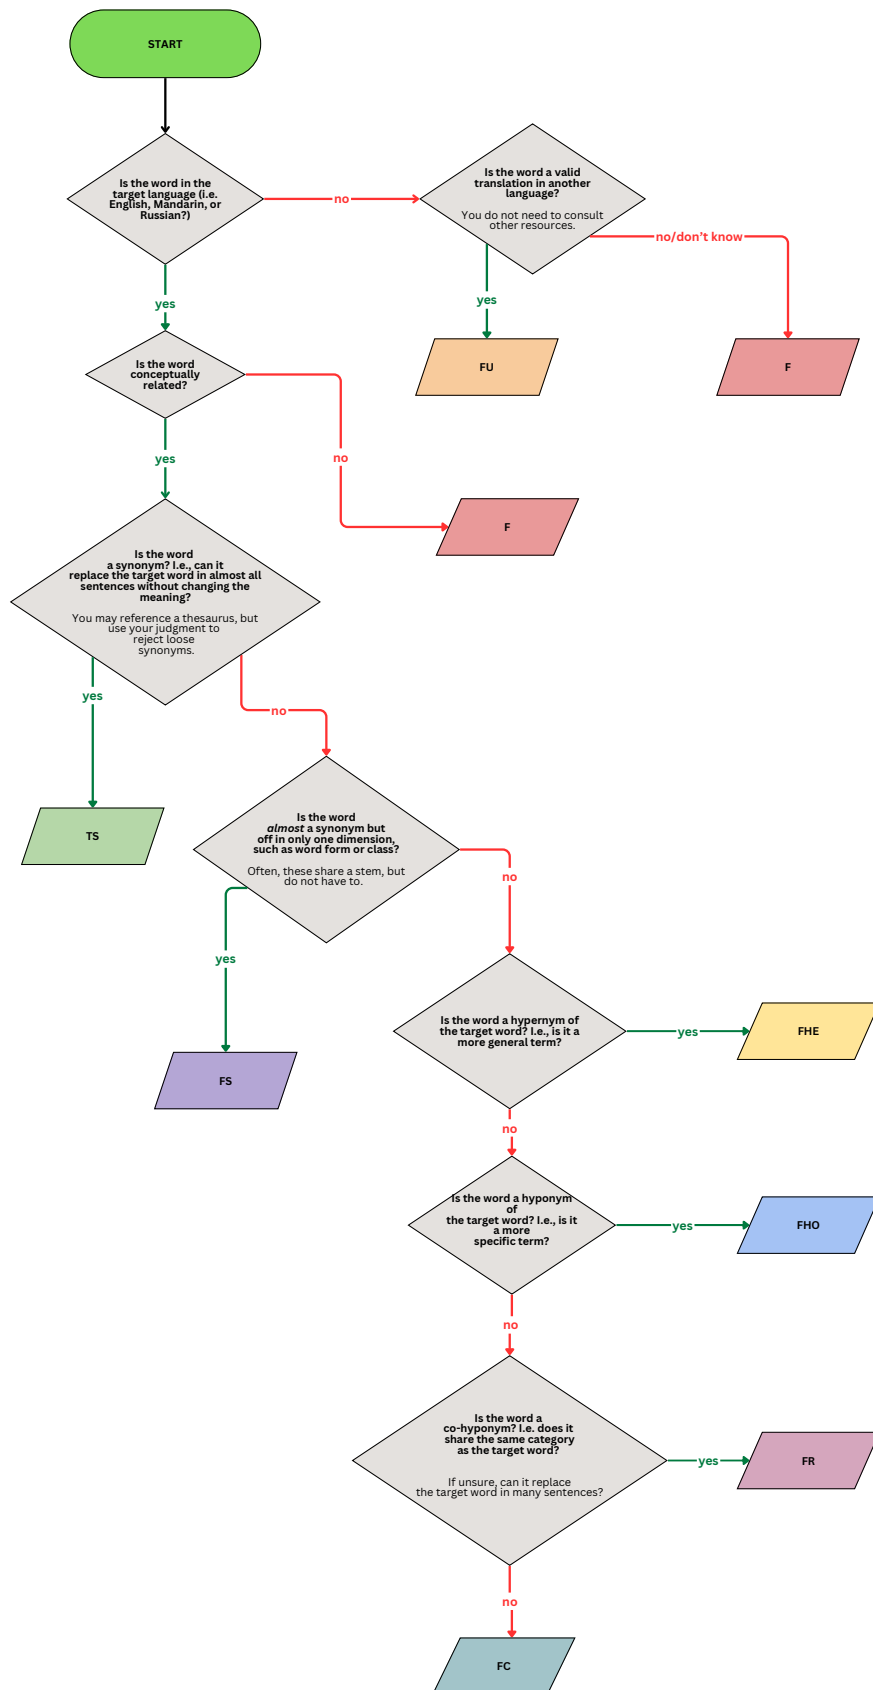 START
Is the word in the
target language (i.e.
English, Mandarin, or
Russian?)
no
Is the word a valid
translation in another
language?
You do not need to consult
other resources.
no/don't know
yes
yes
Is the word
conceptually
related?
FU
F
yes
no
F
Is the word
a synonym? I.e., can it
replace the target word in almost all
sentences without changing the
meaning?
You may reference a thesaurus, but
use your judgment to
reject loose
synonyms.
yes
no
TS
Is the word
almost a synonym but
off in only one dimension,
such as word form or class?
Often, these share a stem, but
do not have to.
no
yes
Is the word a hypernym of
the target word? I.e., is it a
more general term?
yes
FHE
FS
no
Is the word a hyponym
of
the target word? I.e., is it
a more
specific term?
yes
FHO
no
Is the word a
co-hyponym? I.e. does it
share the same category
as the target word?
If unsure, can it replace
the target word in many sentences?
yes
FR
no
FC